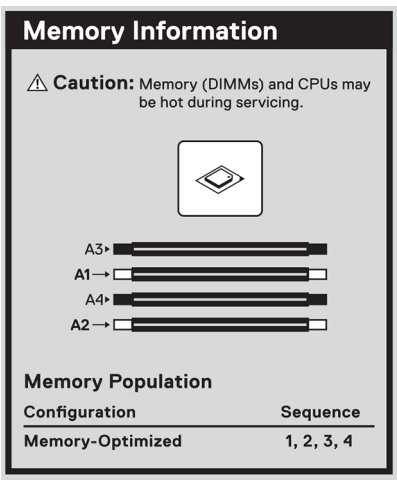 Memory Information
⚠ Caution: Memory (DIMMs) and CPUs may
be hot during servicing.
A3
A1
A4
A2
Memory Population
Configuration Sequence
Memory-Optimized 1, 2, 3, 4